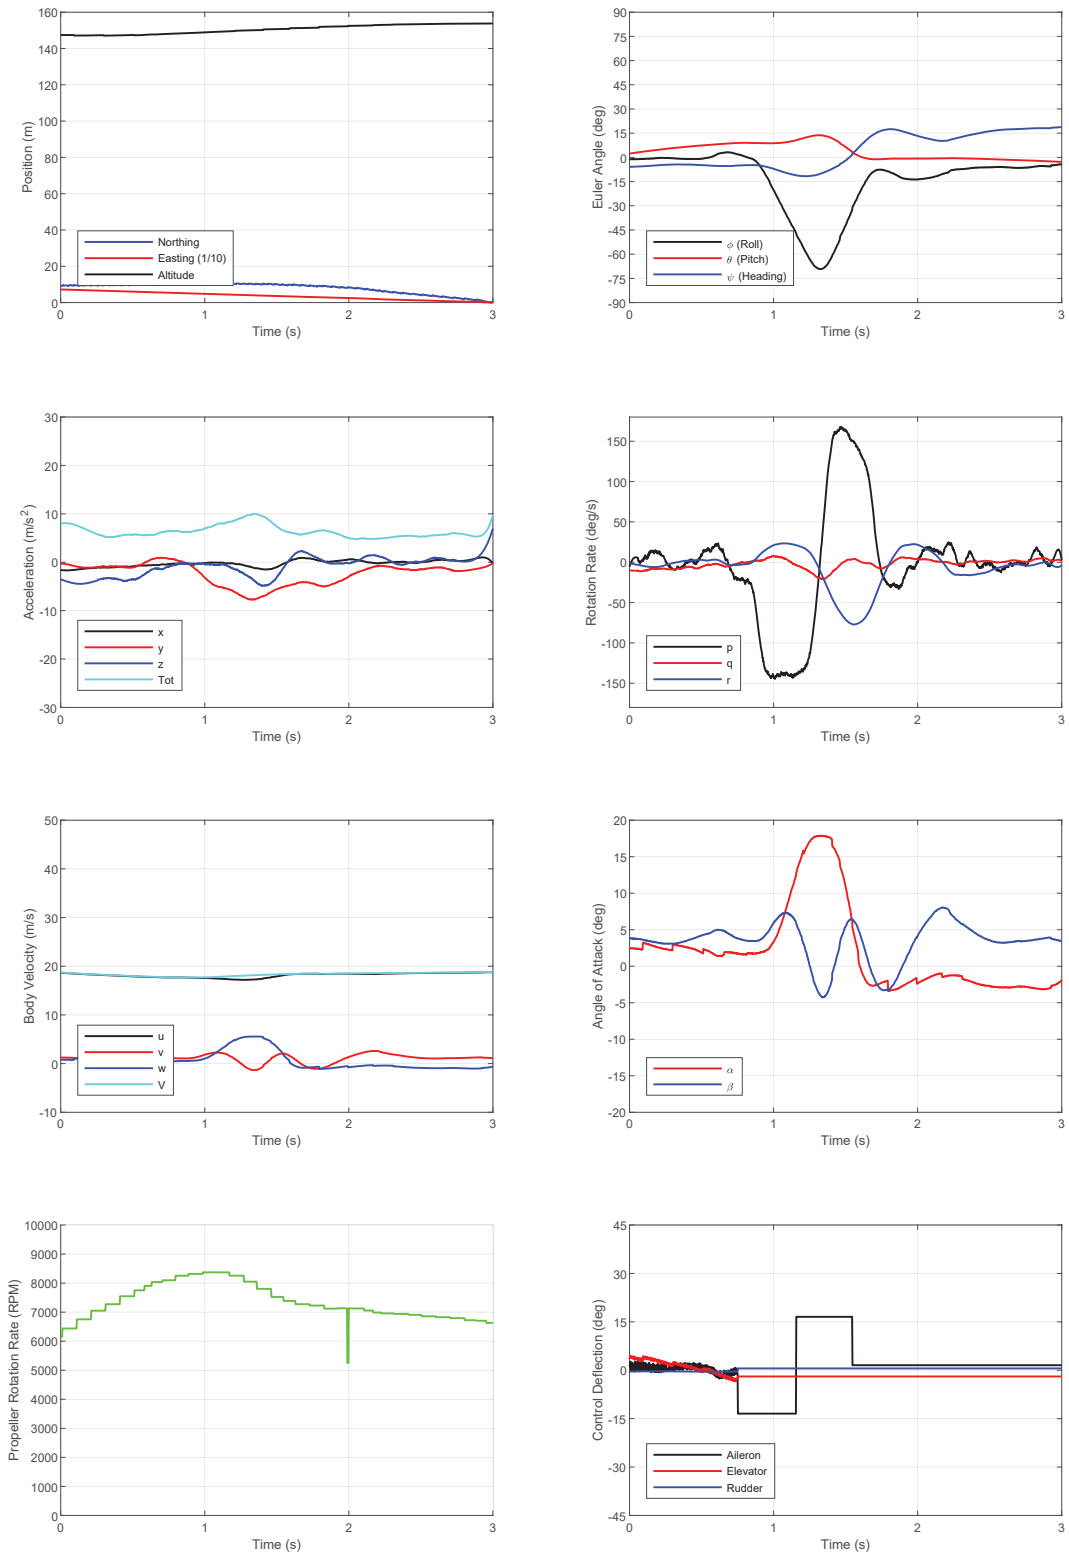 160
140
120
100
80
60
40
20
0
Position (m)
Northing
Easting (1/10)
Altitude
0 1 2 3
Time (s)
90
75
60
45
30
15
0
-15
-30
-45
-60
-75
-90
Euler Angle (deg)
ϕ (Roll)
θ (Pitch)
ψ (Heading)
0 1 2 3
Time (s)
30
20
10
0
-10
-20
-30
Acceleration (m/s²)
x
y
z
Tot
0 1 2 3
Time (s)
150
100
50
0
-50
-100
-150
Rotation Rate (deg/s)
p
q
r
0 1 2 3
Time (s)
50
40
30
20
10
0
-10
Body Velocity (m/s)
u
v
w
V
0 1 2 3
Time (s)
20
15
10
5
0
-5
-10
-15
-20
Angle of Attack (deg)
α
β
0 1 2 3
Time (s)
10000
9000
8000
7000
6000
5000
4000
3000
2000
1000
0
Propeller Rotation Rate (RPM)
0 1 2 3
Time (s)
45
30
15
0
-15
-30
-45
Control Deflection (deg)
Aileron
Elevator
Rudder
0 1 2 3
Time (s)